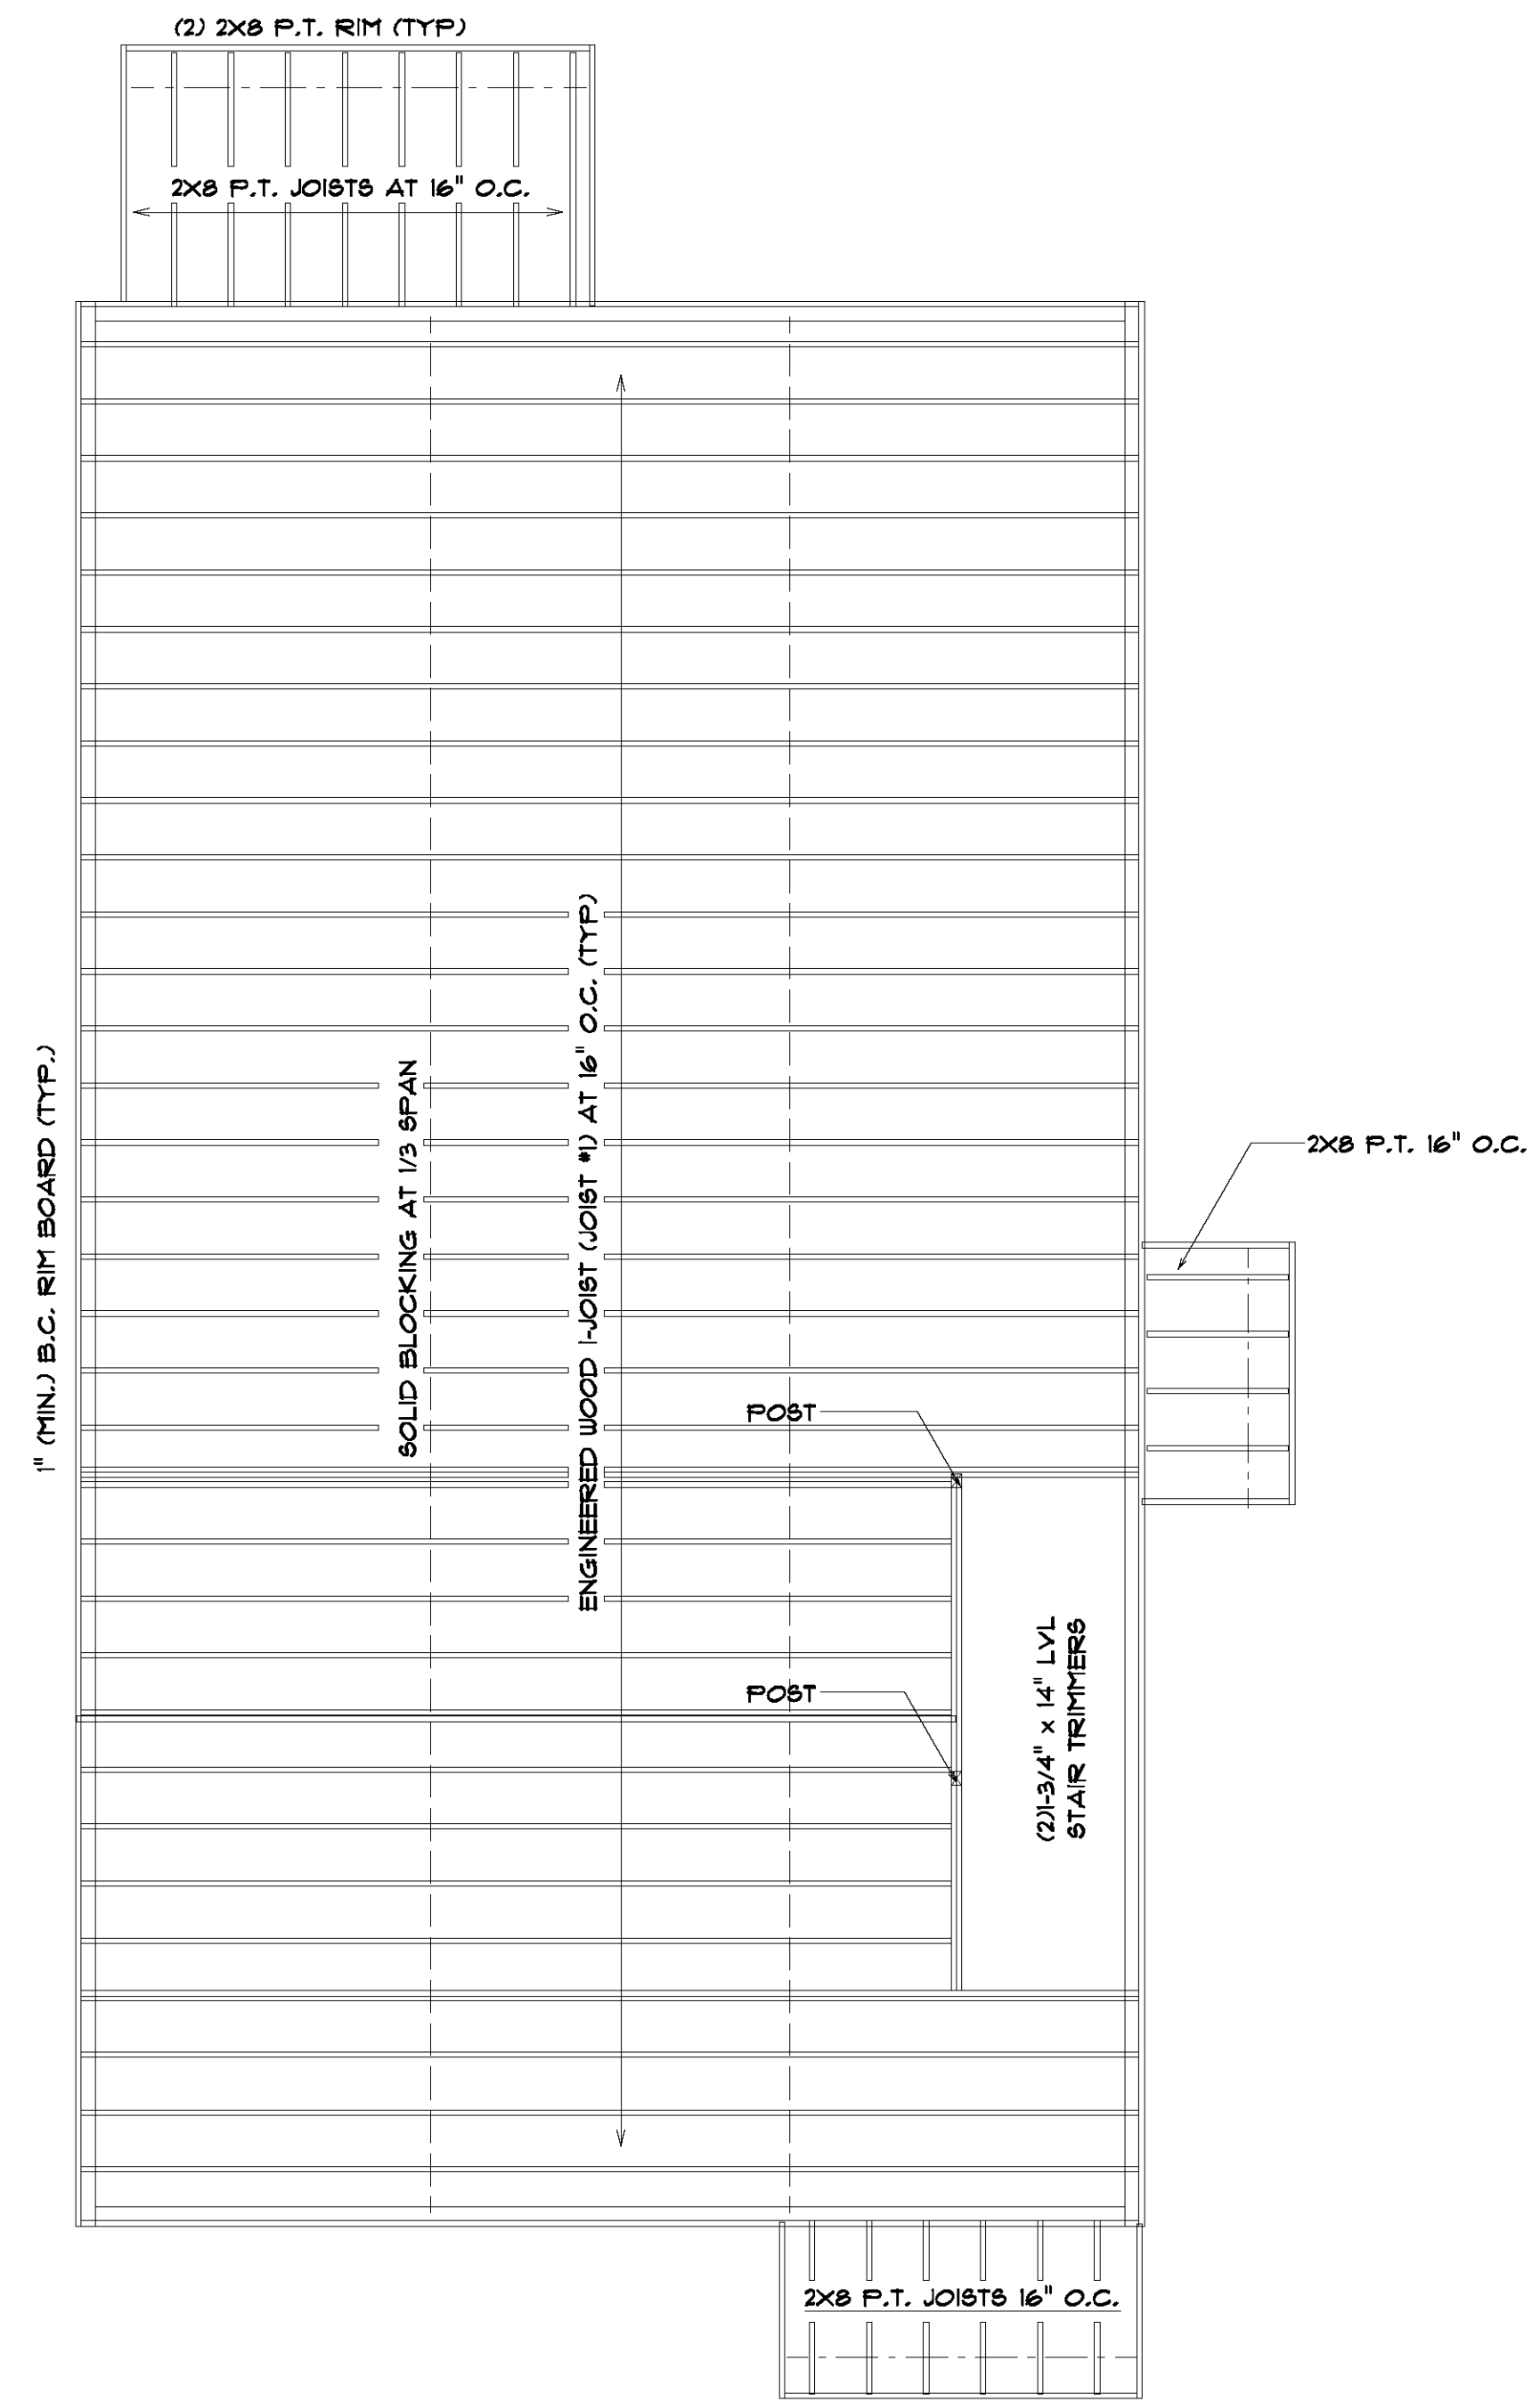 (2) 2X8 P.T. RIM (TYP)
2X8 P.T. JOISTS AT 16" O.C.
1" (MIN.) B.C. RIM BOARD (TYP.)
SOLID BLOCKING AT 1/3 SPAN
ENGINEERED WOOD I-JOIST (JOIST #1) AT 16" O.C. (TYP)
2X8 P.T. 16" O.C.
POST
POST
(2)1-3/4" x 14" LVL
STAIR TRIMMERS
2X8 P.T. JOISTS 16" O.C.